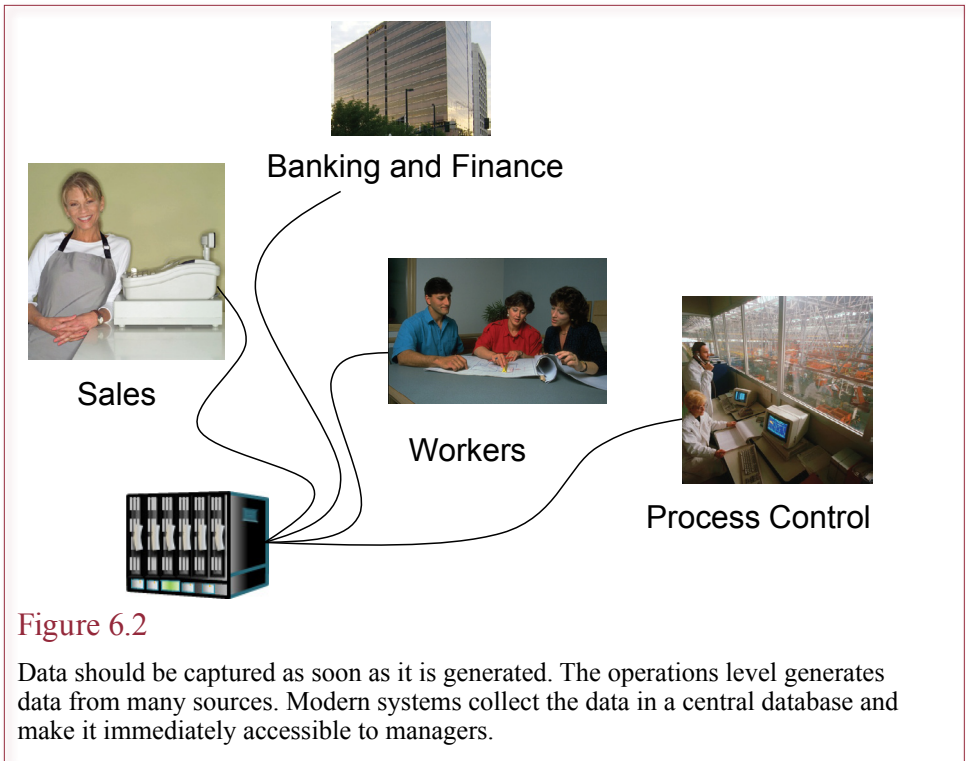 Banking and Finance
Sales
Workers
Process Control
Figure 6.2
Data should be captured as soon as it is generated. The operations level generates
data from many sources. Modern systems collect the data in a central database and
make it immediately accessible to managers.